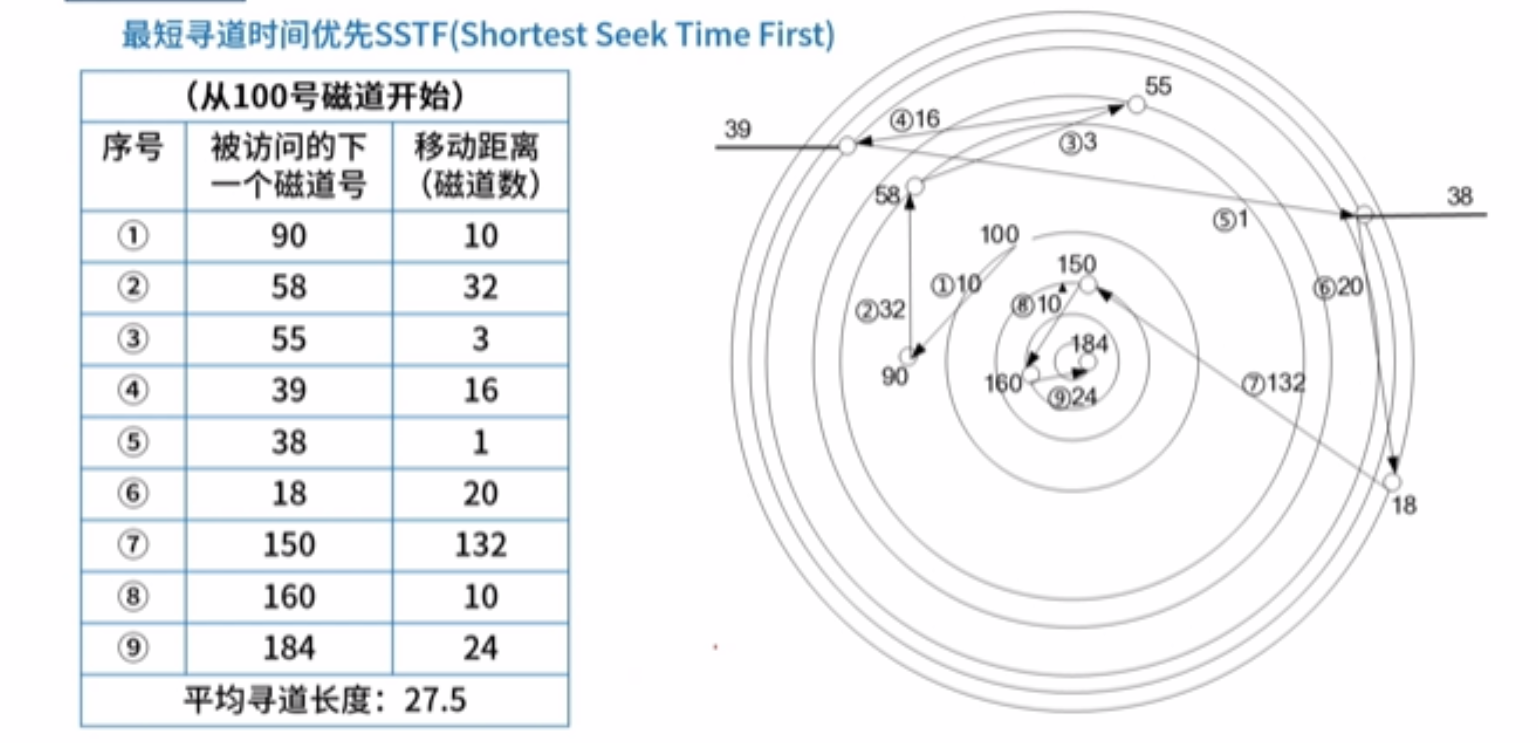 最短寻道时间优先SSTF(Shortest Seek Time First)
（从100号磁道开始）
序号 被访问的下一个磁道号 移动距离（磁道数）
① 90 10
② 58 32
③ 55 3
④ 39 16
⑤ 38 1
⑥ 18 20
⑦ 150 132
⑧ 160 10
⑨ 184 24
平均寻道长度：27.5
55
④16
39
③3
58
38
⑤1
100
150
①10
⑥20
⑧10
②32
184
90
160
⑦132
⑨24
18